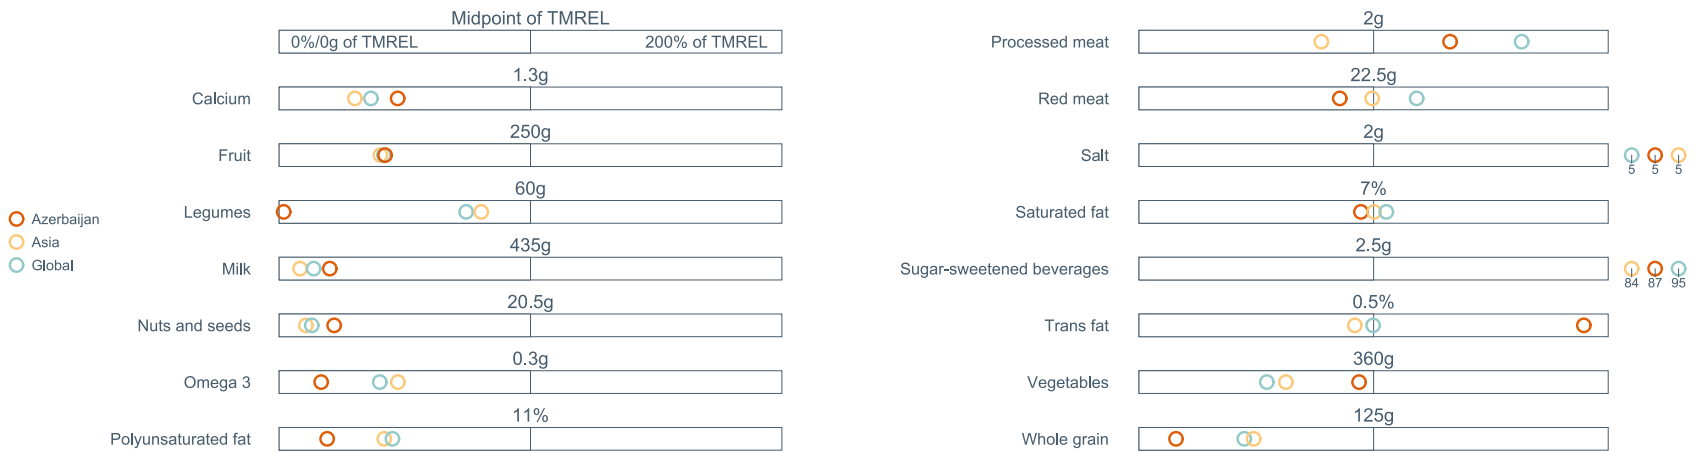 Midpoint of TMREL
0%/0g of TMREL
200% of TMREL
1.3g
Calcium
250g
Fruit
60g
Legumes
435g
Milk
20.5g
Nuts and seeds
0.3g
Omega 3
11%
Polyunsaturated fat
Azerbaijan
Asia
Global
2g
Processed meat
22.5g
Red meat
2g
Salt
5 5 5
7%
Saturated fat
2.5g
Sugar-sweetened beverages
84 87 95
0.5%
Trans fat
360g
Vegetables
125g
Whole grain